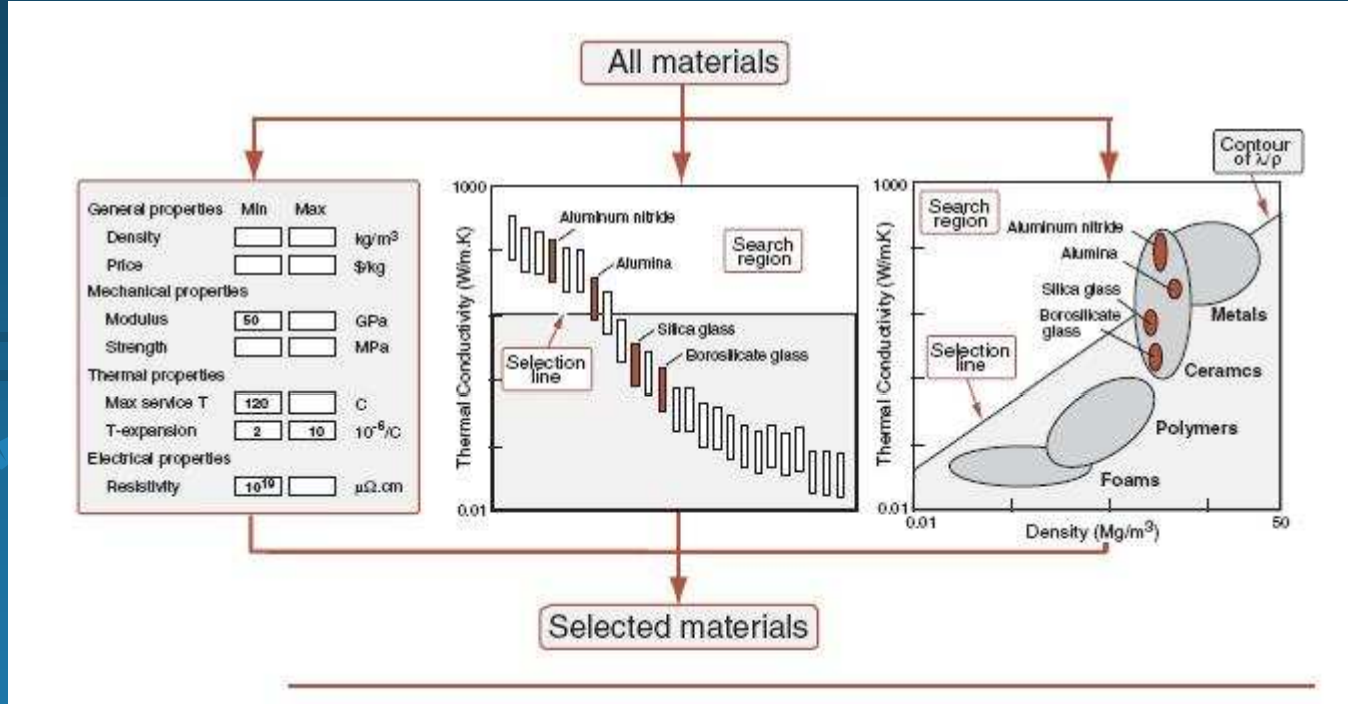 All materials
General properties Min Max
Density kg/m³
Price $/kg
Mechanical properties
Modulus 50 GPa
Strength MPa
Thermal properties
Max service T 120 C
T-expansion 2 10 10⁻⁶/C
Electrical properties
Resistivity 10¹⁹ μΩ.cm
1000
Thermal Conductivity (W/m.K)
0.01
Aluminum nitride
Search
region
Alumina
Silica glass
Selection
line
Borosilicate glass
Contour
of λ/ρ
1000
Thermal Conductivity (W/m.K)
0.01
Search
region
Aluminum nitride
Alumina
Silica glass
Borosilicate
glass
Metals
Selection
line
Ceramcs
Polymers
Foams
0.01
50
Density (Mg/m³)
Selected materials